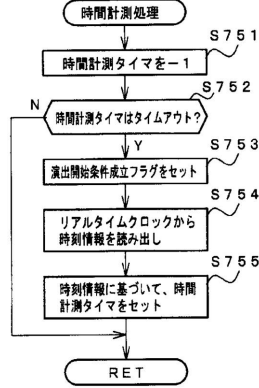 時間計測処理
S751
時間計測タイマを－1
S752
N
時間計測タイマはタイムアウト?
Y
S753
演出開始条件成立フラグをセット
S754
リアルタイムクロックから
時刻情報を読み出し
S755
時刻情報に基づいて、時間
計測タイマをセット
RET